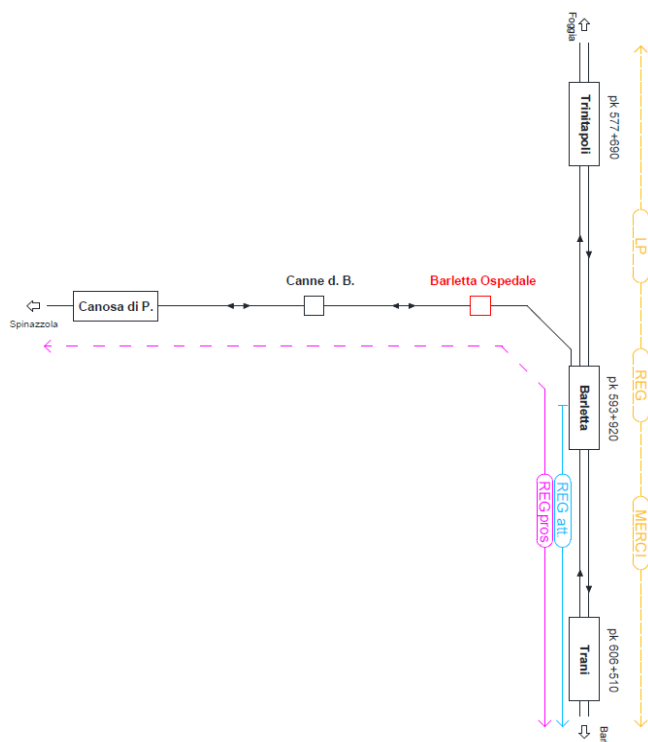 Foggia
Trinitapoli
pk 577+690
LP
Canne d. B.
Barletta Ospedale
Canosa di P.
Spinazzola
REG
Barletta
pk 593+920
REG pros
REG att
MERCI
Trani
pk 606+510
Bari